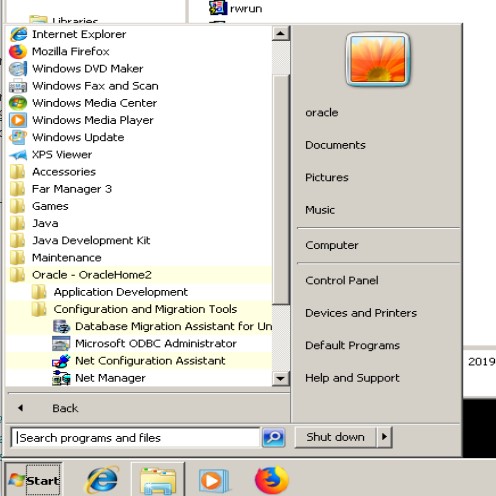 rwrun
Libraries
Internet Explorer
Mozilla Firefox
Windows DVD Maker
Windows Fax and Scan
Windows Media Center
Windows Media Player
Windows Update
XPS Viewer
Accessories
Far Manager 3
Games
Java
Java Development Kit
Maintenance
Oracle - OracleHome2
Application Development
Configuration and Migration Tools
Database Migration Assistant for Un
Microsoft ODBC Administrator
Net Configuration Assistant
Net Manager
Back
Search programs and files
oracle
Documents
Pictures
Music
Computer
Control Panel
Devices and Printers
Default Programs
Help and Support
Shut down
2019
Start